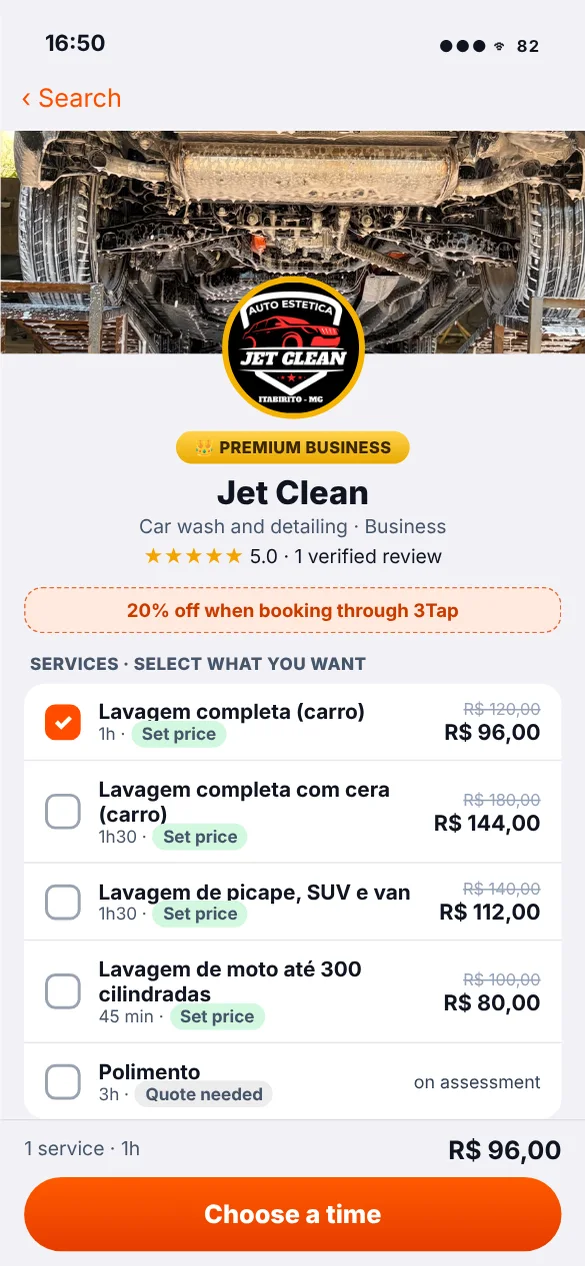 16:50
82
‹ Search
AUTO ESTETICA
JET CLEAN
ITABIRITO - MG
👑 PREMIUM BUSINESS
Jet Clean
Car wash and detailing · Business
★★★★★ 5.0 · 1 verified review
20% off when booking through 3Tap
SERVICES · SELECT WHAT YOU WANT
Lavagem completa (carro)
1h · Set price
R$ 120,00
R$ 96,00
Lavagem completa com cera
(carro)
1h30 · Set price
R$ 180,00
R$ 144,00
Lavagem de picape, SUV e van
1h30 · Set price
R$ 140,00
R$ 112,00
Lavagem de moto até 300
cilindradas
45 min · Set price
R$ 100,00
R$ 80,00
Polimento
3h · Quote needed
on assessment
1 service · 1h
R$ 96,00
Choose a time